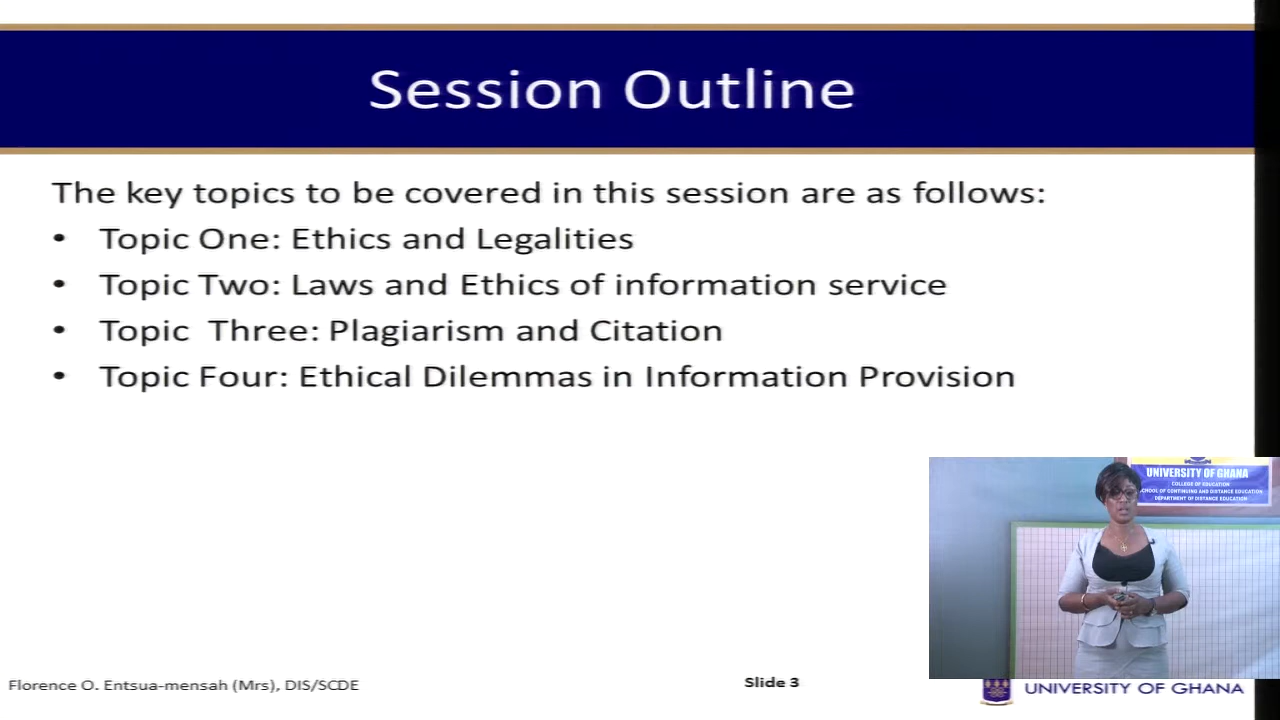 Session Outline
The key topics to be covered in this session are as follows:
• Topic One: Ethics and Legalities
• Topic Two: Laws and Ethics of information service
• Topic Three: Plagiarism and Citation
• Topic Four: Ethical Dilemmas in Information Provision
UNIVERSITY OF GHANA
COLLEGE OF EDUCATION
SCHOOL OF CONTINUING AND DISTANCE EDUCATION
DEPARTMENT OF DISTANCE EDUCATION
Florence O. Entsua-mensah (Mrs), DIS/SCDE
Slide 3
UNIVERSITY OF GHANA